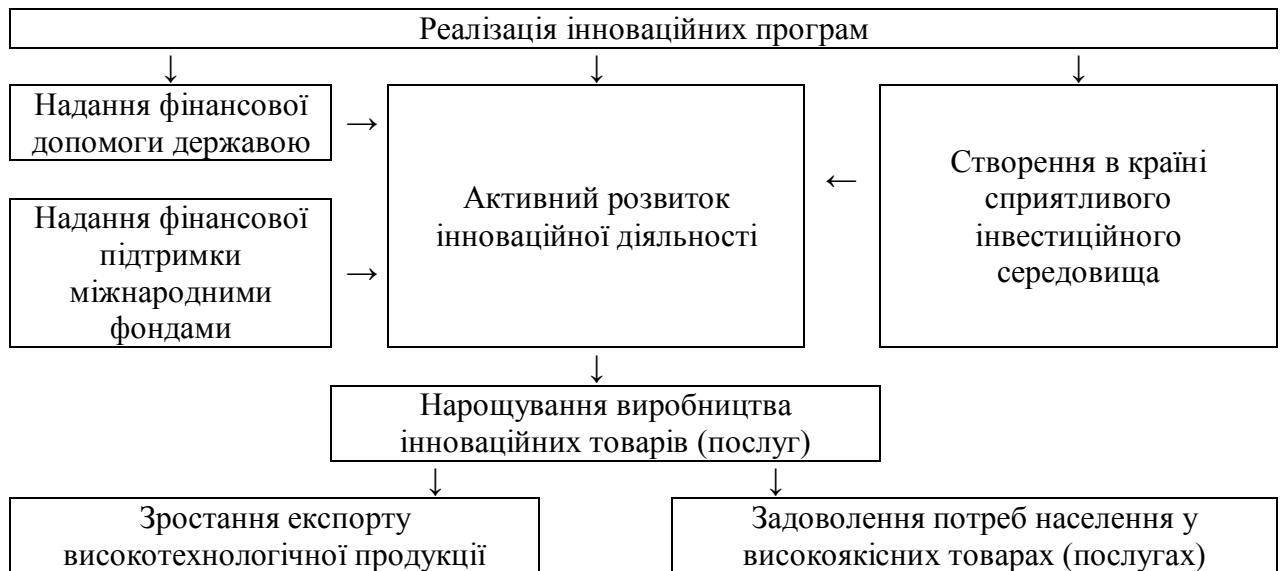 Реалізація інноваційних програм
↓ ↓ ↓
Надання фінансової
допомоги державою
→
Надання фінансової
підтримки
міжнародними
фондами
→
Активний розвиток
інноваційної діяльності
←
Створення в країні
сприятливого
інвестиційного
середовища
↓
Нарощування виробництва
інноваційних товарів (послуг)
↓ ↓
Зростання експорту
високотехнологічної продукції
Задоволення потреб населення у
високоякісних товарах (послугах)